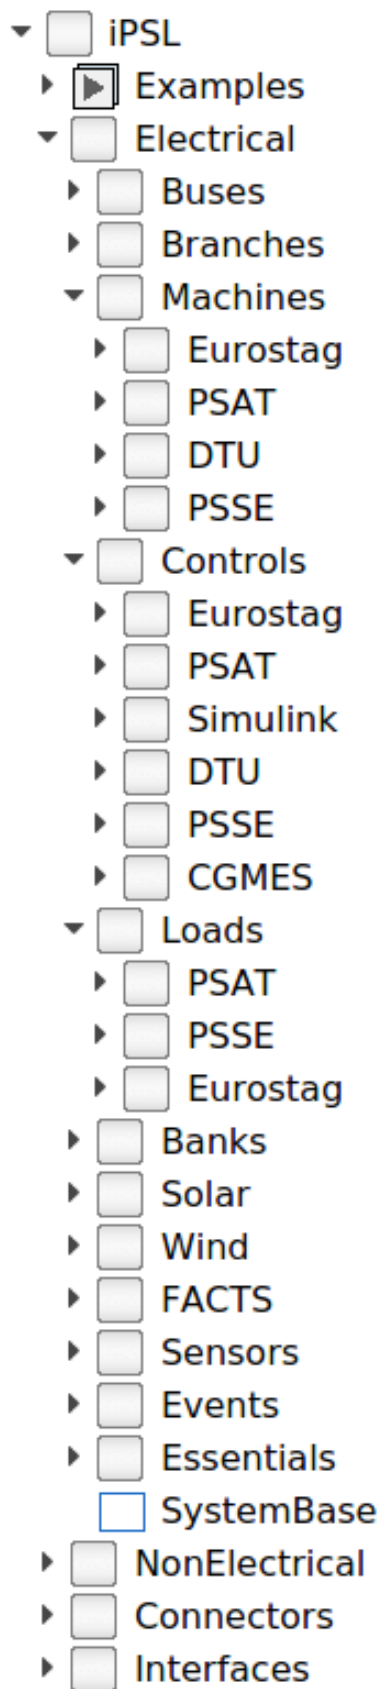 iPSL
Examples
Electrical
Buses
Branches
Machines
Eurostag
PSAT
DTU
PSSE
Controls
Eurostag
PSAT
Simulink
DTU
PSSE
CGMES
Loads
PSAT
PSSE
Eurostag
Banks
Solar
Wind
FACTS
Sensors
Events
Essentials
SystemBase
NonElectrical
Connectors
Interfaces